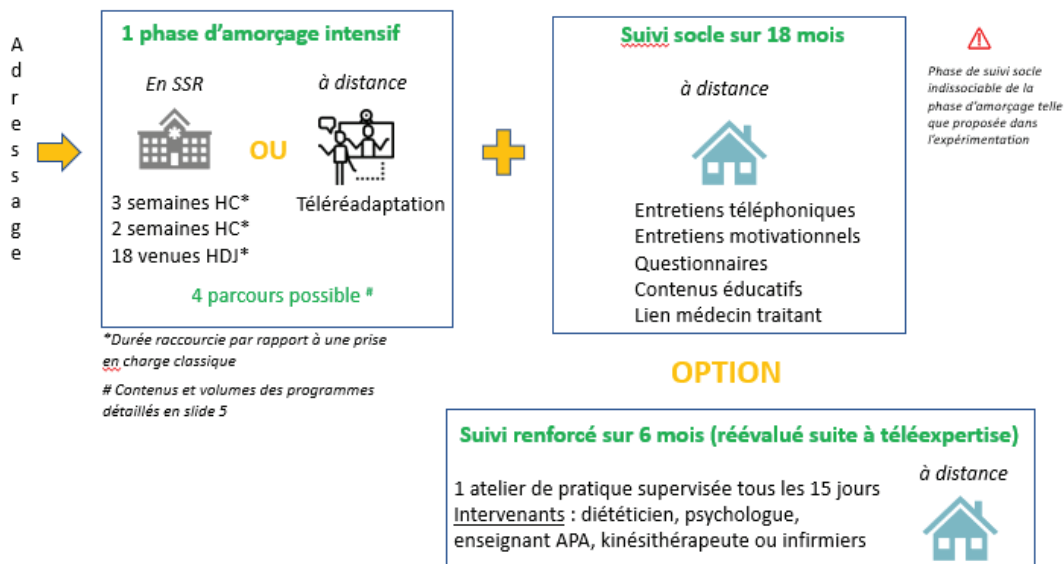 Adressage
1 phase d’amorçage intensif
En SSR
à distance
OU
3 semaines HC*
2 semaines HC*
18 venues HDJ*
Téléréadaptation
4 parcours possible #
*Durée raccourcie par rapport à une prise
en charge classique
# Contenus et volumes des programmes
détaillés en slide 5
Suivi socle sur 18 mois
à distance
Entretiens téléphoniques
Entretiens motivationnels
Questionnaires
Contenus éducatifs
Lien médecin traitant
Phase de suivi socle
indissociable de la
phase d’amorçage telle
que proposée dans
l’expérimentation
OPTION
Suivi renforcé sur 6 mois (réévalué suite à téléexpertise)
à distance
1 atelier de pratique supervisée tous les 15 jours
Intervenants : diététicien, psychologue,
enseignant APA, kinésithérapeute ou infirmiers